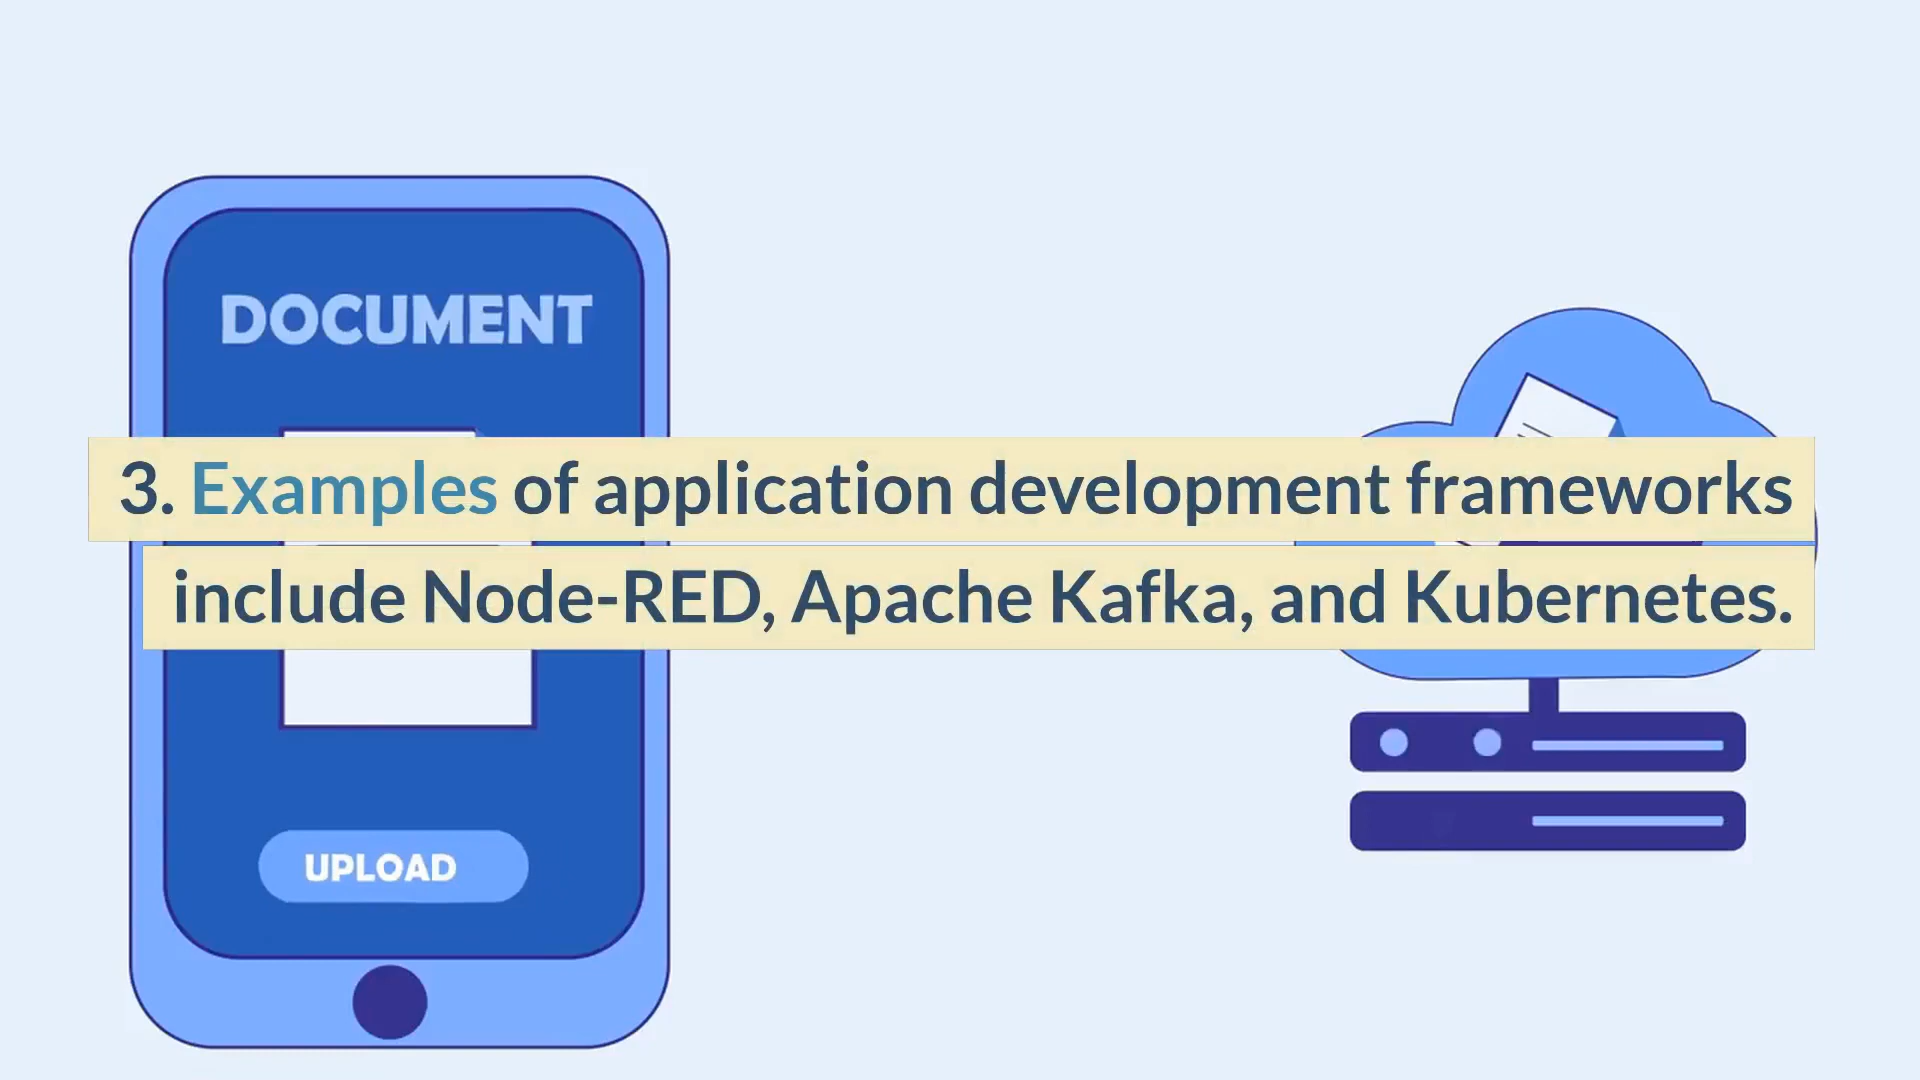 DOCUMENT
3. Examples of application development frameworks
include Node-RED, Apache Kafka, and Kubernetes.
UPLOAD